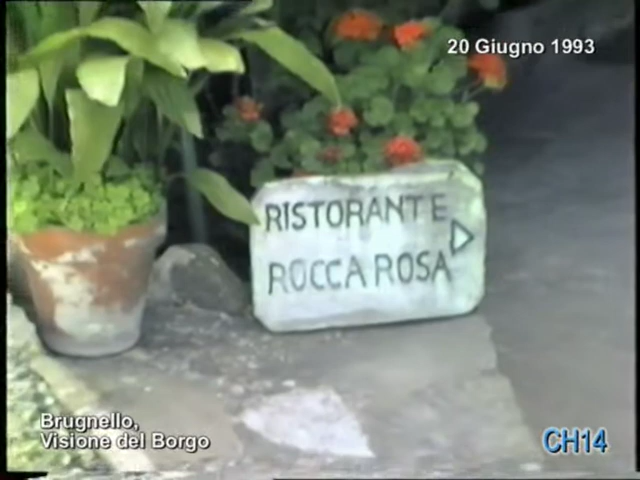 20 Giugno 1993
RISTORANTE
ROCCA ROSA
Brugnello,
Visione del Borgo
CH14